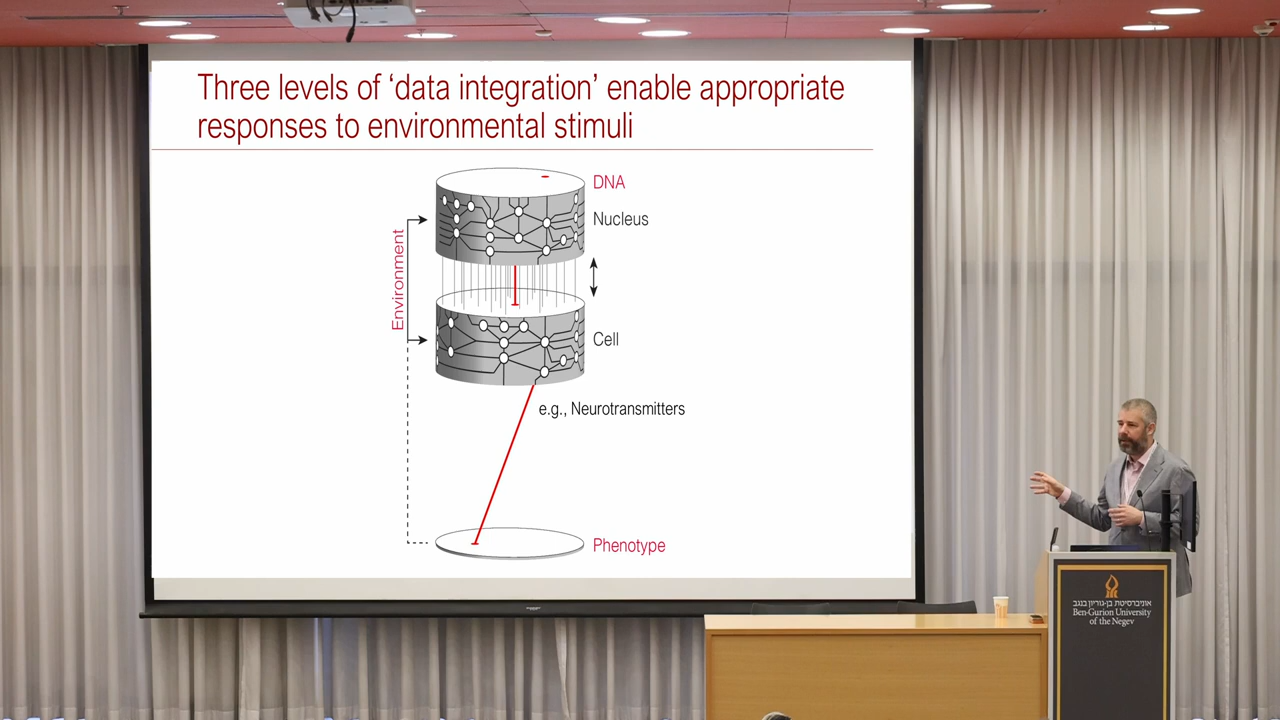 Three levels of ‘data integration’ enable appropriate
responses to environmental stimuli
DNA
Nucleus
Environment
Cell
e.g., Neurotransmitters
Phenotype
אוניברסיטת בן-גוריון בנגב
Ben-Gurion University
of the Negev